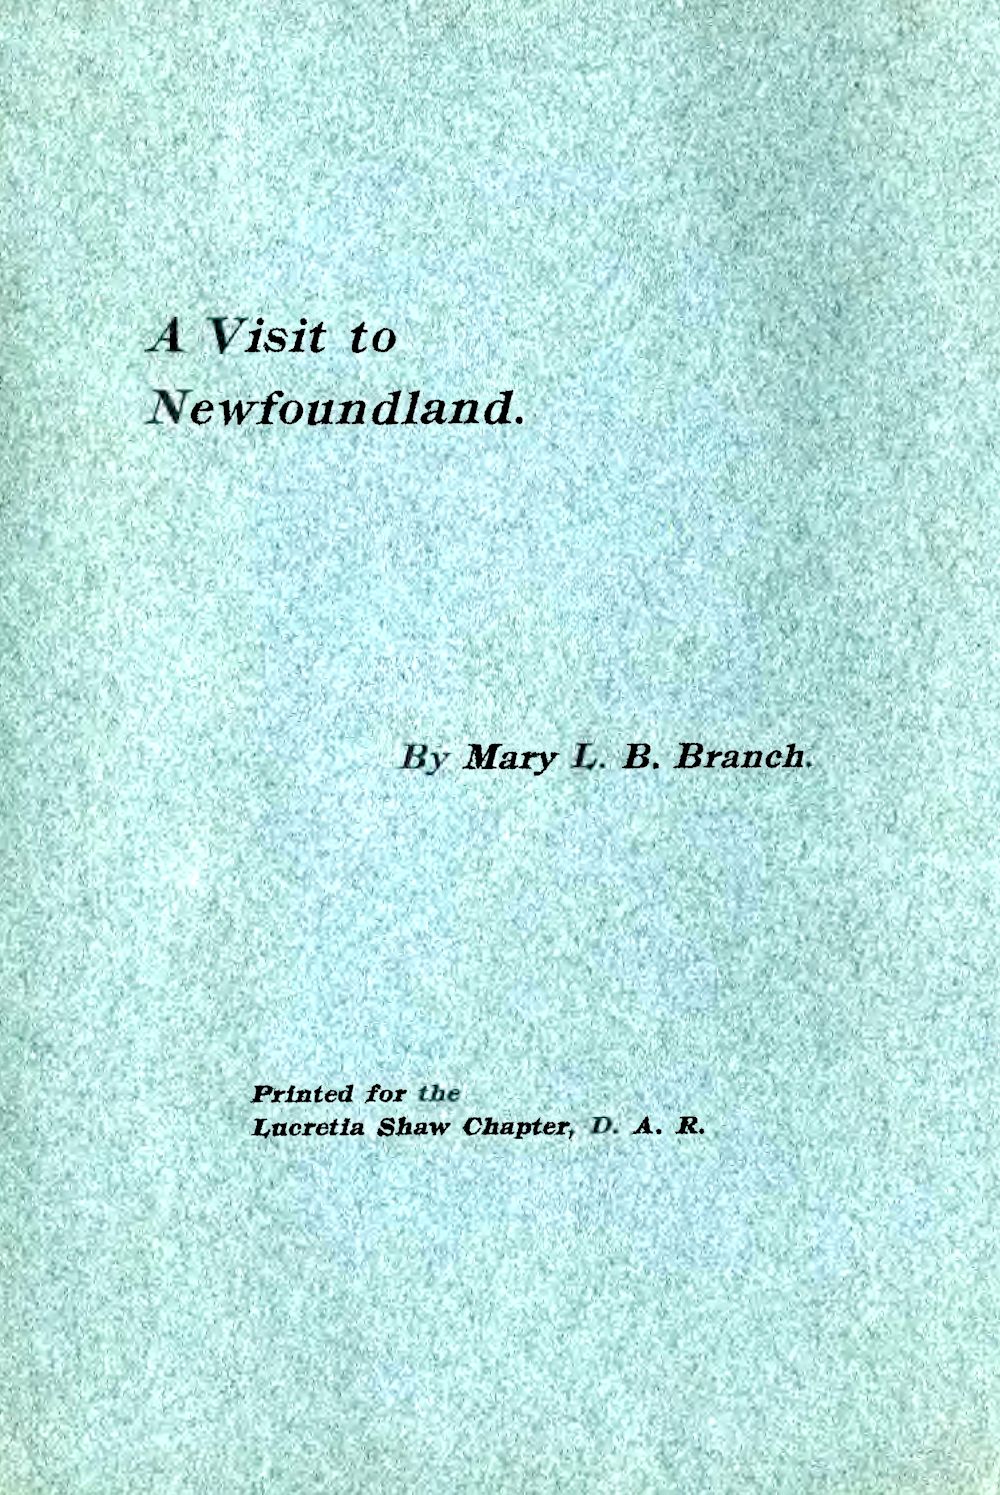 A Visit to
Newfoundland.
By Mary L. B. Branch.
Printed for the
Lucretia Shaw Chapter, D. A. R.